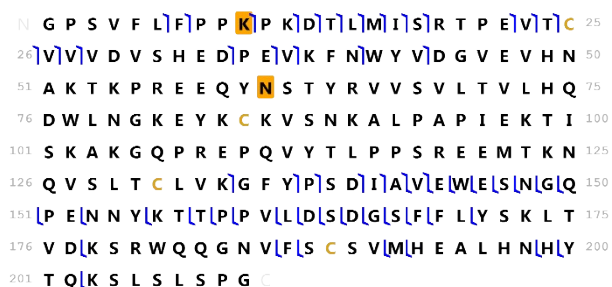 N G P S V F L F P P K P K D T L M I S R T P E V T C 25
26 V V V D V S H E D P E V K F N W Y V D G V E V H N 50
51 A K T K P R E E Q Y N S T Y R V V S V L T V L H Q 75
76 D W L N G K E Y K C K V S N K A L P A P I E K T I 100
101 S K A K G Q P R E P Q V Y T L P P S R E E M T K N 125
126 Q V S L T C L V K G F Y P S D I A V E W E S N G Q 150
151 P E N N Y K T T P P V L D S D G S F F L Y S K L T 175
176 V D K S R W Q Q G N V F S C S V M H E A L H N H Y 200
201 T Q K S L S L S P G C